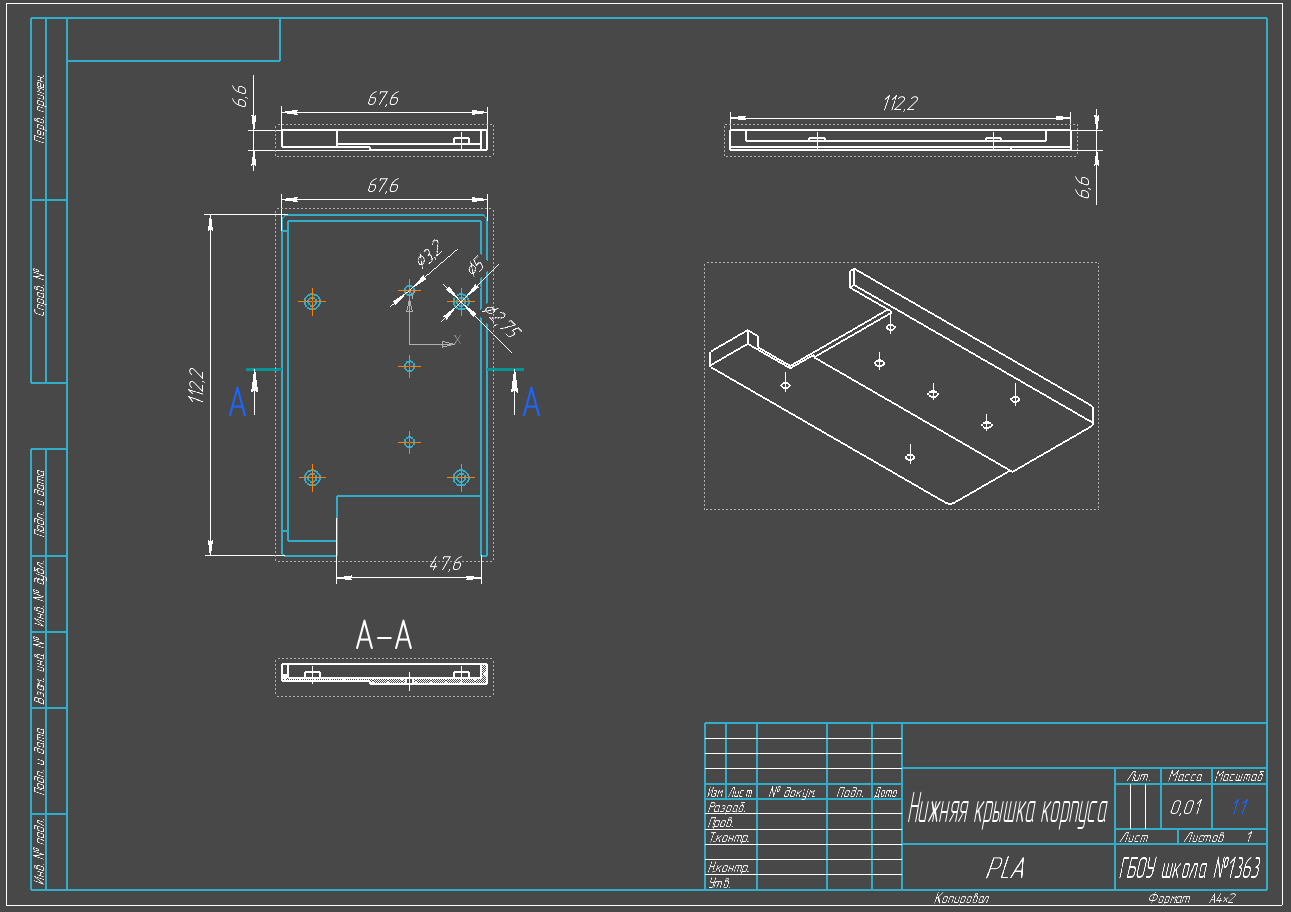 Перв. примен.
Справ. №
Подп. и дата
Инв. № дубл.
Взам. инв. №
Подп. и дата
Инв. № подл.
6,6
67,6
112,2
6,6
67,6
⌀3,2
⌀5
⌀2,75
X
112,2
А
А
47,6
А–А
Изм
Лист
№ докум.
Подп.
Дата
Разраб.
Пров.
Т.контр.
Н.контр.
Утв.
Нижняя крышка корпуса
Лит.
Масса
Масштаб
0,01
1:1
Лист
Листов 1
PLA
ГБОУ школа №1363
Копировал
Формат A4x2